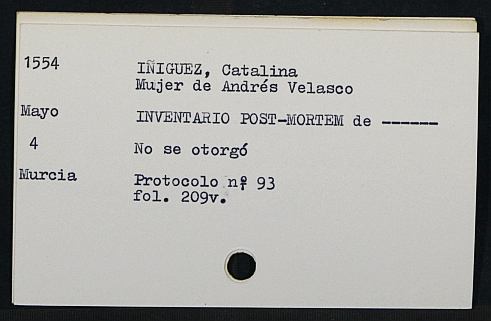 1554
IÑIGUEZ, Catalina
Mujer de Andrés Velasco
Mayo
INVENTARIO POST-MORTEM de ------
4
No se otorgó
Murcia
Protocolo nº 93
fol. 209v.